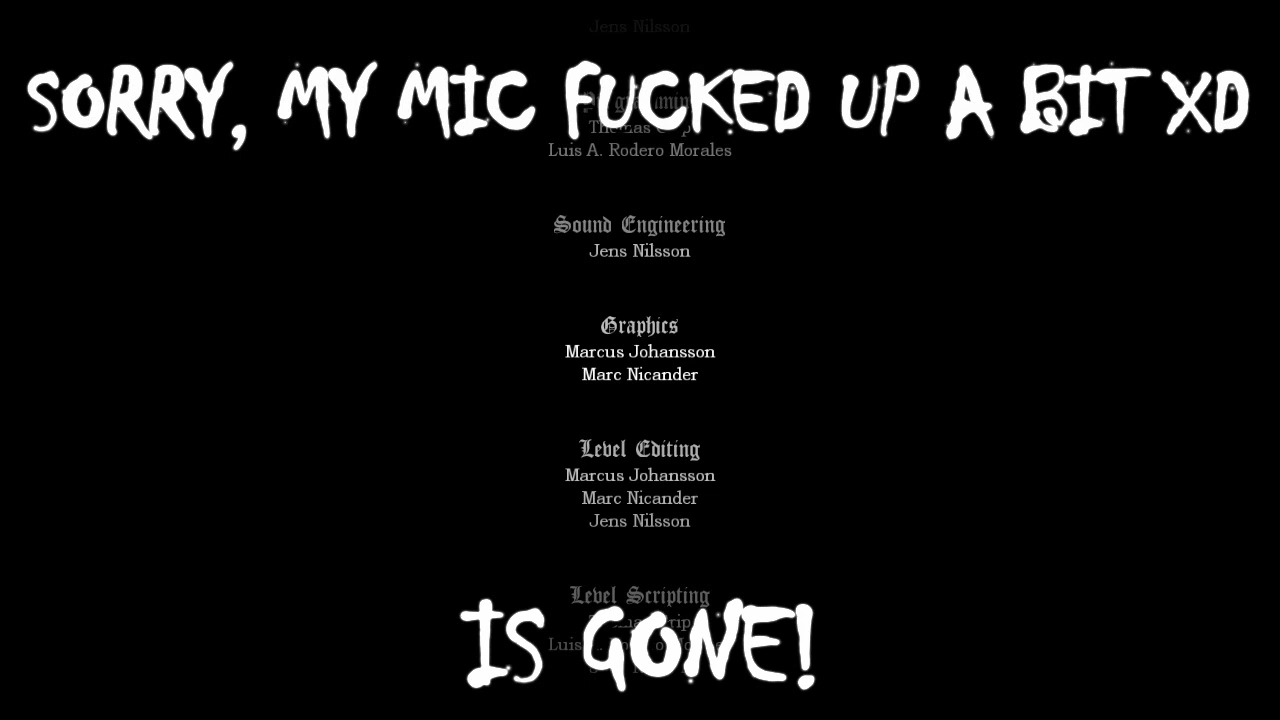 Jens Nilsson
SORRY, MY MIC FUCKED UP A BIT XD
Luis A. Rodero Morales
Sound Engineering
Jens Nilsson
Graphics
Marcus Johansson
Marc Nicander
Level Editing
Marcus Johansson
Marc Nicander
Jens Nilsson
Level Scripting
IS GONE!